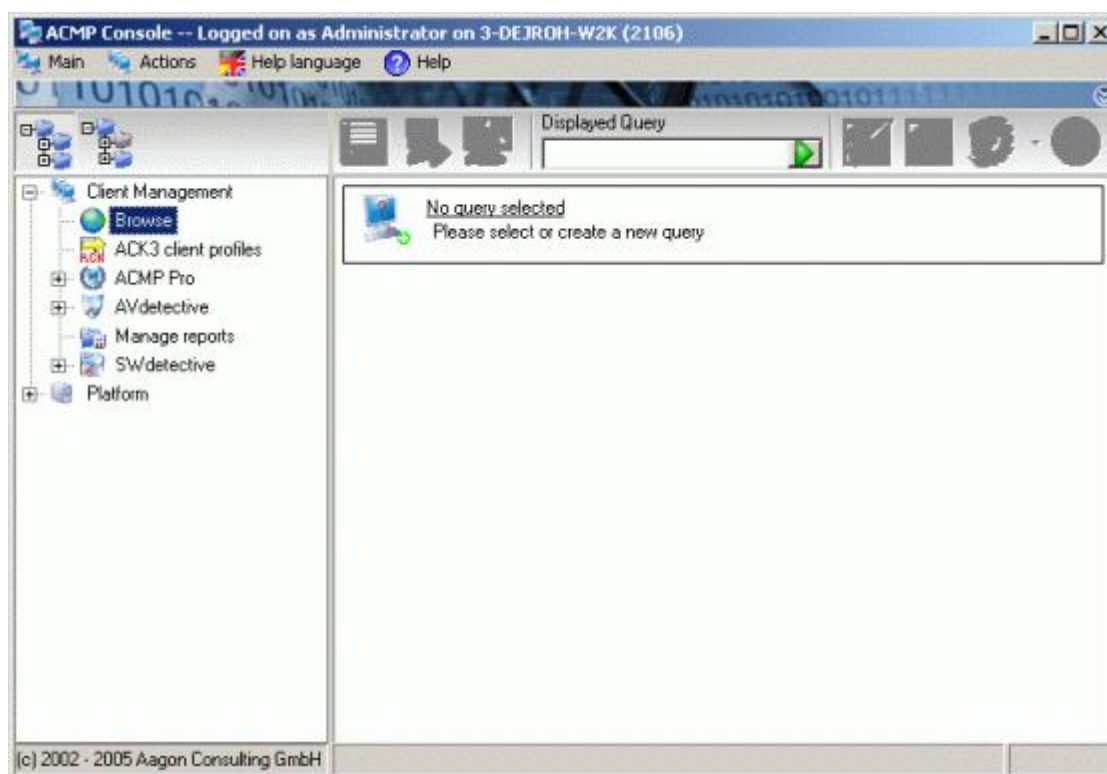 ACMP Console -- Logged on as Administrator on 3-DEJROH-W2K (2106)
Main Actions Help language Help
Displayed Query
Client Management
Browse
ACK3 client profiles
ACMP Pro
AVdetective
Manage reports
SWdetective
Platform
No query selected
Please select or create a new query
(c) 2002 - 2005 Aagon Consulting GmbH